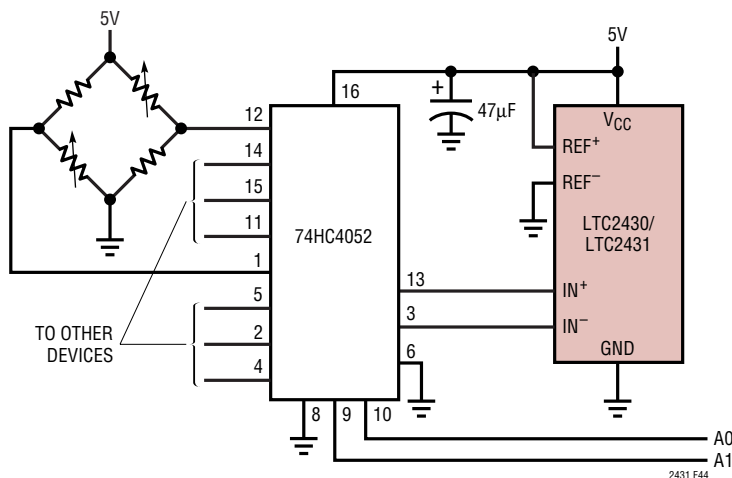 5V
5V
16
12
14
15
11
1
5
2
4
+
47µF
VCC
REF+
REF−
74HC4052
LTC2430/
LTC2431
13
3
6
IN+
IN−
GND
TO OTHER
DEVICES
8
9
10
A0
A1
2431 F44